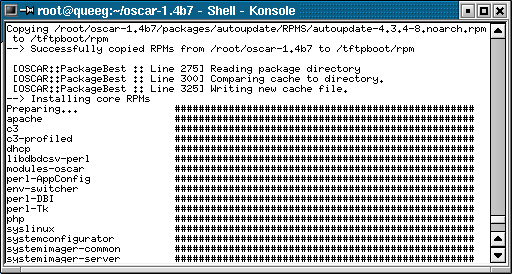 root@queeg:~/oscar-1.4b7 - Shell - Konsole
Copying /root/oscar-1.4b7/packages/autoupdate/RPMS/autoupdate-4.3.4-8.noarch.rpm
 to /tftpboot/rpm
--> Successfully copied RPMs from /root/oscar-1.4b7 to /tftpboot/rpm
[OSCAR::PackageBest :: Line 275] Reading package directory
[OSCAR::PackageBest :: Line 300] Comparing cache to directory.
[OSCAR::PackageBest :: Line 325] Writing new cache file.
--> Installing core RPMs
Preparing... ##################################################
apache ##################################################
c3 ##################################################
c3-profiled ##################################################
dhcp ##################################################
libdbdcsv-perl ##################################################
modules-oscar ##################################################
perl-AppConfig ##################################################
env-switcher ##################################################
perl-DBI ##################################################
perl-Tk ##################################################
php ##################################################
syslinux ##################################################
systemconfigurator ##################################################
systemimager-common ##################################################
systemimager-server ##################################################